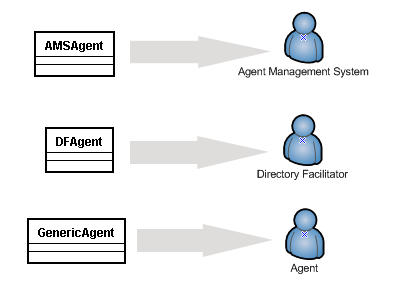 AMSAgent
Agent Management System
DFAgent
Directory Facilitator
GenericAgent
Agent